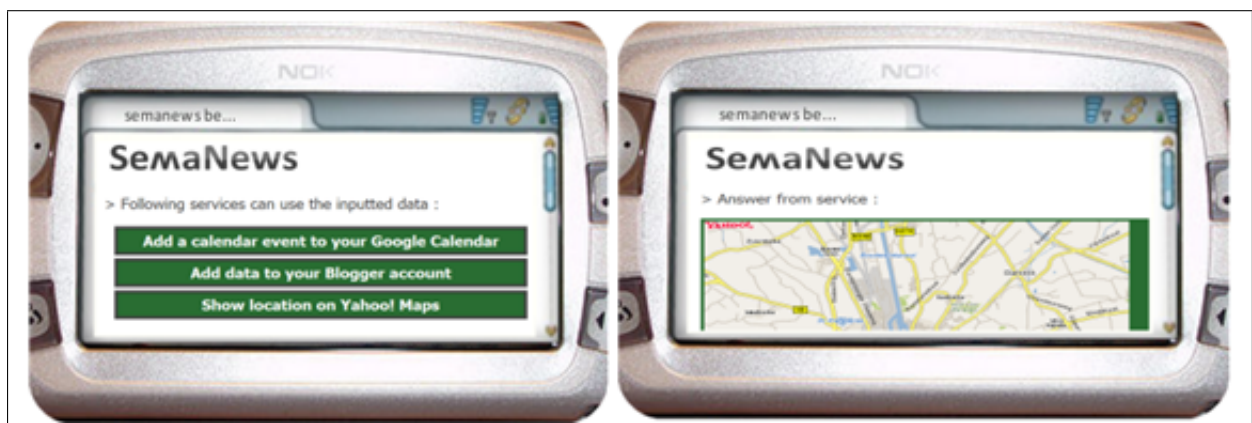 NOK
semanews be...
SemaNews
> Following services can use the inputted data :
Add a calendar event to your Google Calendar
Add data to your Blogger account
Show location on Yahoo! Maps
NOK
semanews be...
SemaNews
> Answer from service :